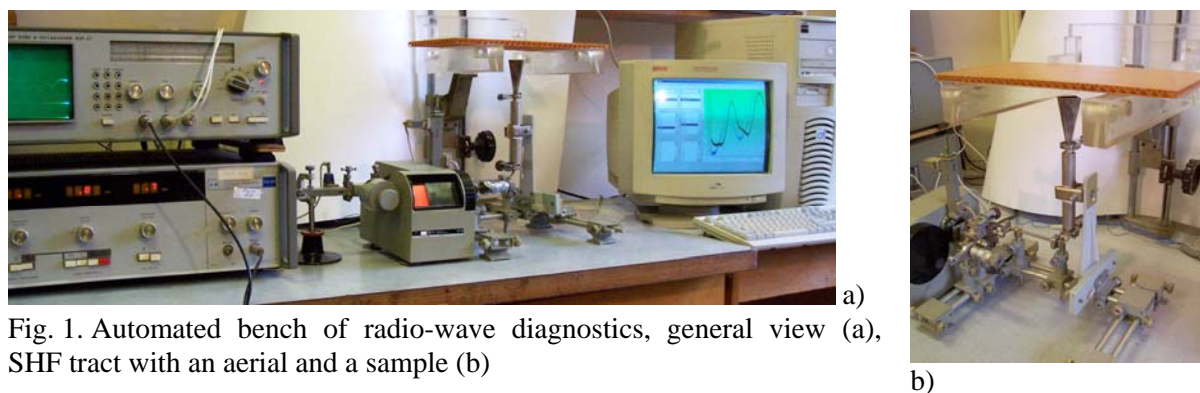 a)
Fig. 1. Automated bench of radio-wave diagnostics, general view (a),
SHF tract with an aerial and a sample (b)
b)